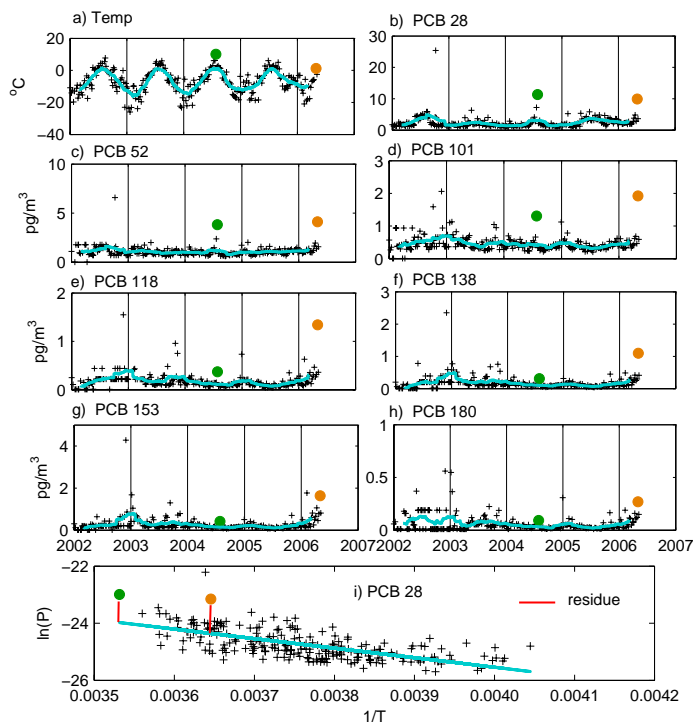 a) Temp
b) PCB 28
20
0
−20
−40
°C
30
20
10
0
c) PCB 52
d) PCB 101
10
5
0
pg/m3
3
2
1
0
e) PCB 118
f) PCB 138
2
1
0
pg/m3
3
2
1
0
g) PCB 153
h) PCB 180
4
2
0
pg/m3
1
0.5
0
2002 2003 2004 2005 2006 2007
2002 2003 2004 2005 2006 2007
−22
−24
−26
ln(P)
i) PCB 28
residue
0.0035 0.0036 0.0037 0.0038 0.0039 0.0040 0.0041 0.0042
1/T